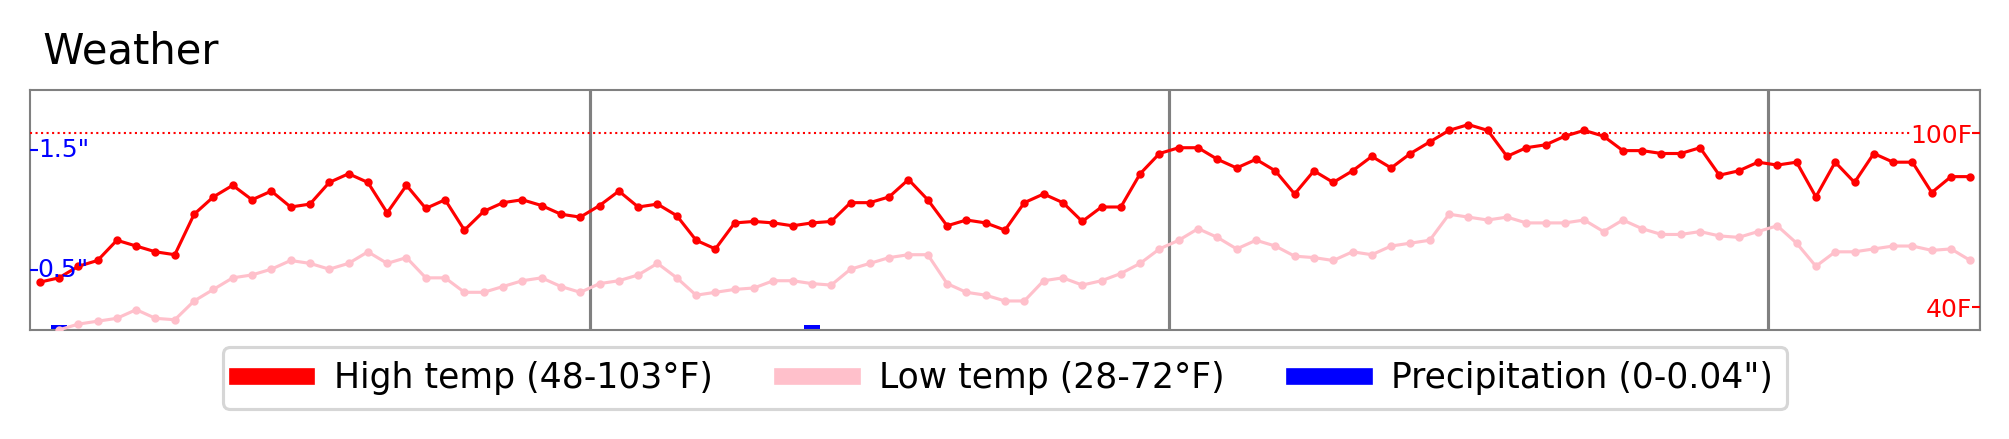 Weather
1.5"
100F
0.5"
40F
High temp (48-103°F) Low temp (28-72°F) Precipitation (0-0.04")